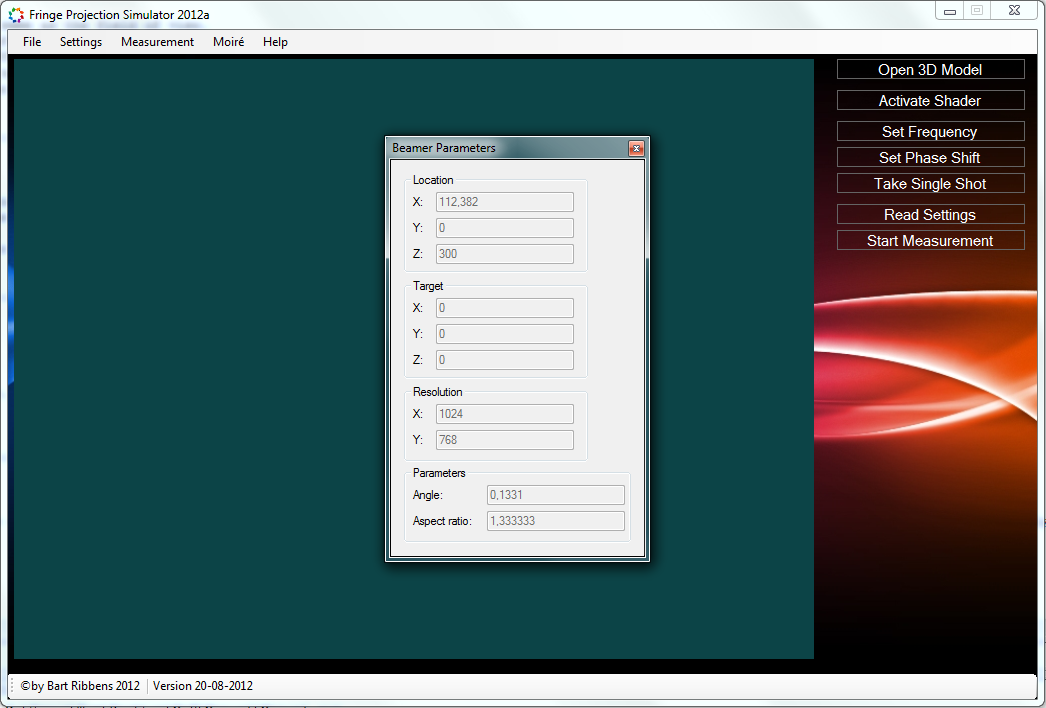 Fringe Projection Simulator 2012a
File Settings Measurement Moiré Help
Open 3D Model
Activate Shader
Set Frequency
Set Phase Shift
Take Single Shot
Read Settings
Start Measurement
Beamer Parameters
Location
X: 112,382
Y: 0
Z: 300
Target
X: 0
Y: 0
Z: 0
Resolution
X: 1024
Y: 768
Parameters
Angle: 0,1331
Aspect ratio: 1,333333
©by Bart Ribbens 2012 Version 20-08-2012